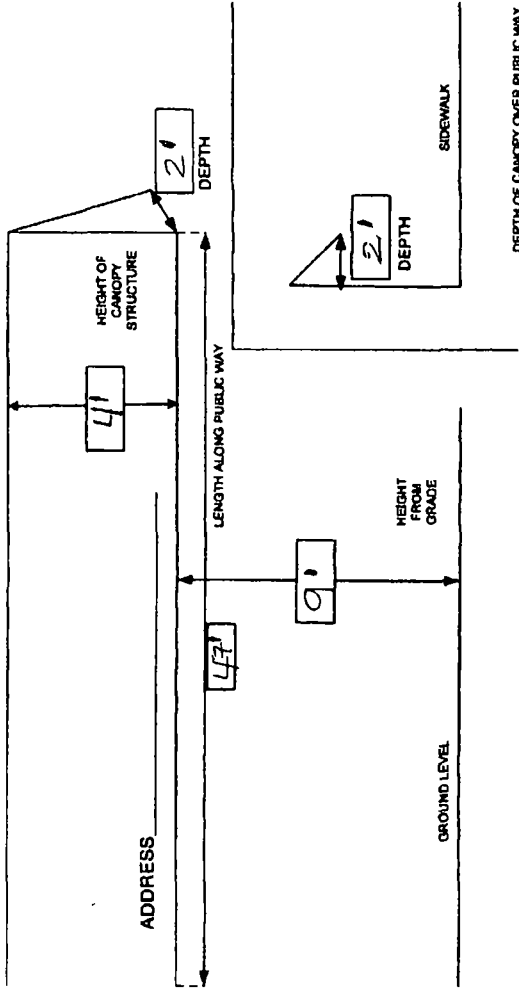 2'
DEPTH
HEIGHT OF
CANOPY
STRUCTURE
4'
ADDRESS
LENGTH ALONG PUBLIC WAY
47'
9'
HEIGHT
FROM
GRADE
GROUND LEVEL
2'
DEPTH
SIDEWALK
DEPTH OF CANOPY OVER PUBLIC WAY